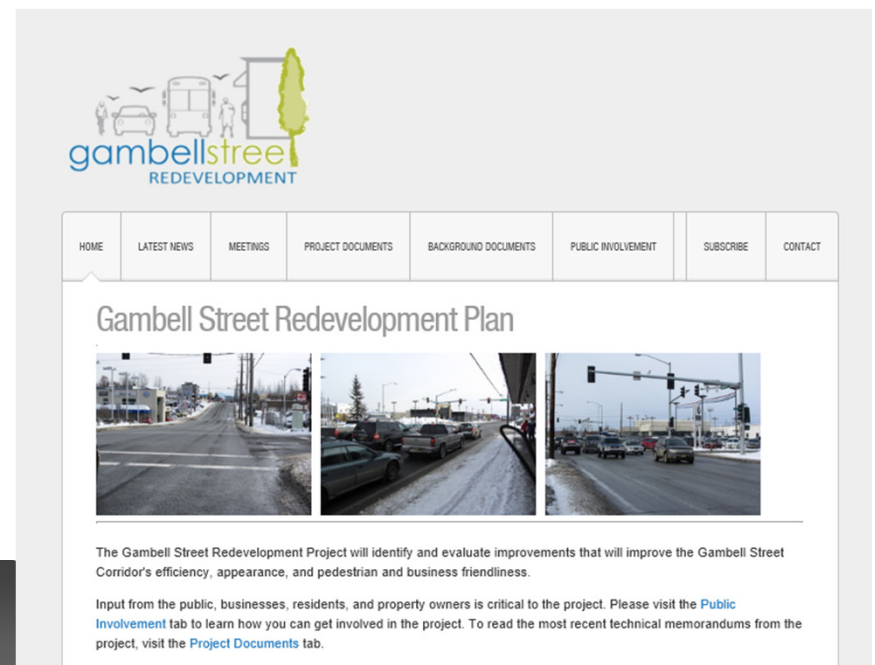 gambellstreet
REDEVELOPMENT
HOME
LATEST NEWS
MEETINGS
PROJECT DOCUMENTS
BACKGROUND DOCUMENTS
PUBLIC INVOLVEMENT
SUBSCRIBE
CONTACT
Gambell Street Redevelopment Plan
The Gambell Street Redevelopment Project will identify and evaluate improvements that will improve the Gambell Street
Corridor's efficiency, appearance, and pedestrian and business friendliness.
Input from the public, businesses, residents, and property owners is critical to the project. Please visit the Public
Involvement tab to learn how you can get involved in the project. To read the most recent technical memorandums from the
project, visit the Project Documents tab.